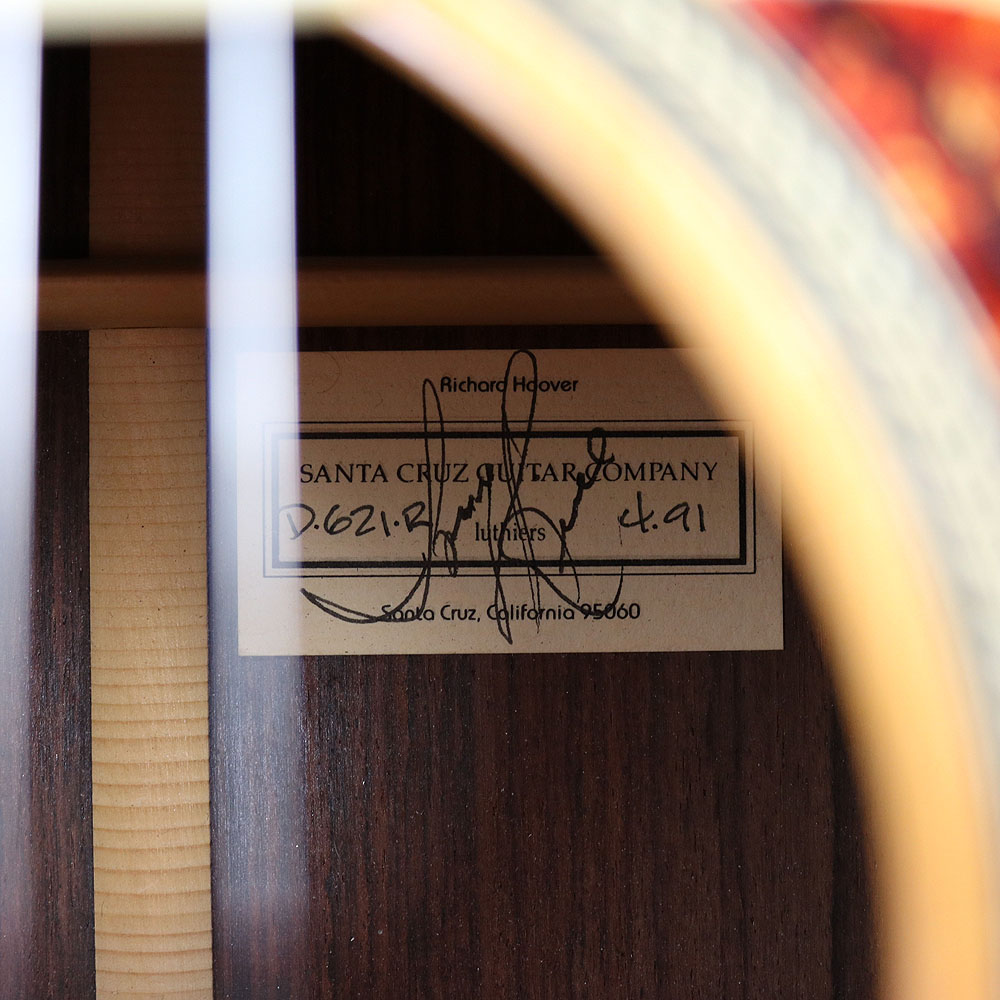 Richard Hoover
SANTA CRUZ GUITAR COMPANY
D.621.R 4.91
luthiers
Santa Cruz, California 95060